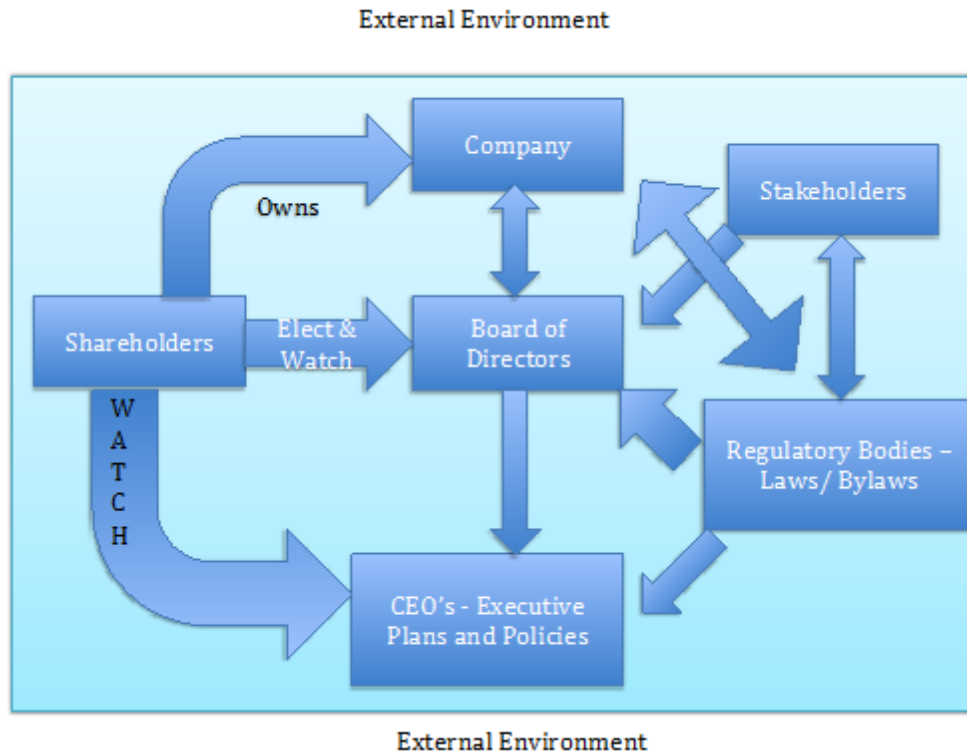 External Environment
Company
Stakeholders
Owns
Shareholders
Elect &
Watch
Board of
Directors
W
A
T
C
H
Regulatory Bodies –
Laws/ Bylaws
CEO's - Executive
Plans and Policies
External Environment